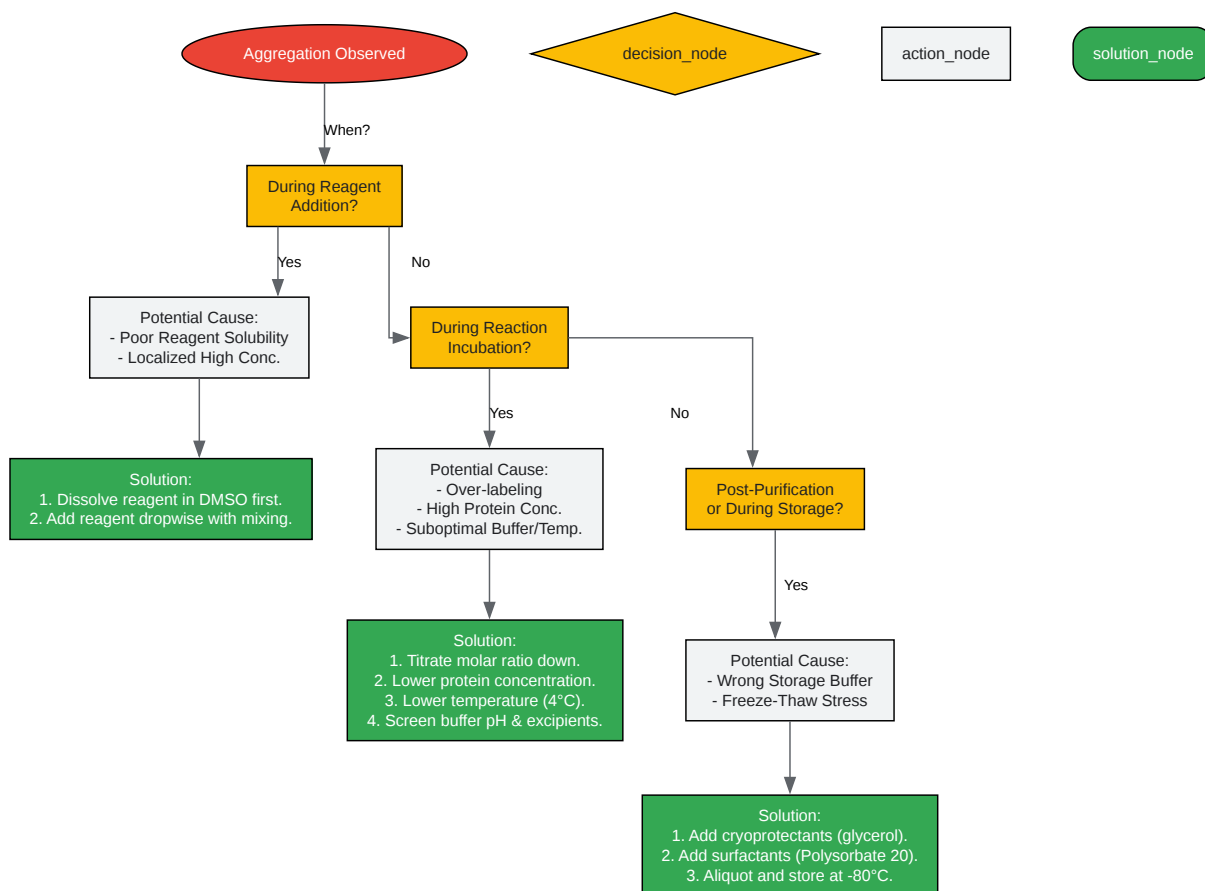 Aggregation Observed
decision_node
action_node
solution_node
When?
During Reagent
Addition?
Yes
No
Potential Cause:
- Poor Reagent Solubility
- Localized High Conc.
During Reaction
Incubation?
Yes
No
Solution:
1. Dissolve reagent in DMSO first.
2. Add reagent dropwise with mixing.
Potential Cause:
- Over-labeling
- High Protein Conc.
- Suboptimal Buffer/Temp.
Post-Purification
or During Storage?
Yes
Solution:
1. Titrate molar ratio down.
2. Lower protein concentration.
3. Lower temperature (4°C).
4. Screen buffer pH & excipients.
Potential Cause:
- Wrong Storage Buffer
- Freeze-Thaw Stress
Solution:
1. Add cryoprotectants (glycerol).
2. Add surfactants (Polysorbate 20).
3. Aliquot and store at -80°C.